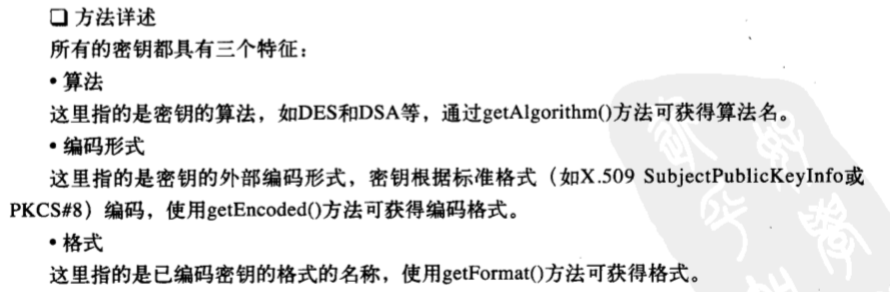 ❑ 方法详述
所有的密钥都具有三个特征：
• 算法
这里指的是密钥的算法，如DES和DSA等，通过getAlgorithm()方法可获得算法名。
• 编码形式
这里指的是密钥的外部编码形式，密钥根据标准格式（如X.509 SubjectPublicKeyInfo或
PKCS#8）编码，使用getEncoded()方法可获得编码格式。
• 格式
这里指的是已编码密钥的格式的名称，使用getFormat()方法可获得格式。